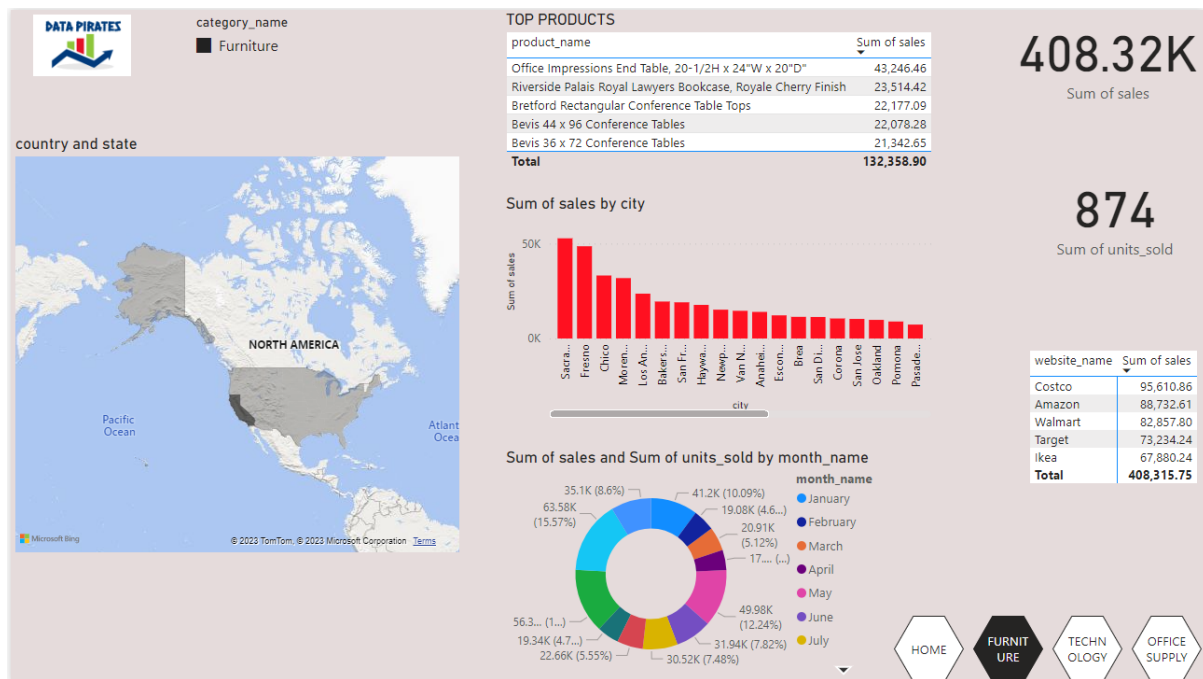 DATA PIRATES
category_name
Furniture
country and state
NORTH AMERICA
Pacific
Ocean
Atlant
Ocea
Microsoft Bing
© 2023 TomTom, © 2023 Microsoft Corporation Terms
TOP PRODUCTS
product_name Sum of sales
Office Impressions End Table, 20-1/2H x 24"W x 20"D" 43,246.46
Riverside Palais Royal Lawyers Bookcase, Royale Cherry Finish 23,514.42
Bretford Rectangular Conference Table Tops 22,177.09
Bevis 44 x 96 Conference Tables 22,078.28
Bevis 36 x 72 Conference Tables 21,342.65
Total 132,358.90
Sum of sales by city
Sum of sales
50K
0K
Sacra...
Fresno
Chico
Moren...
Los An...
Bakers...
San Fr...
Haywa...
Newp...
Van N...
Anahei...
Escon...
Brea
San Di...
Corona
San Jose
Oakland
Pomona
Pasade...
city
Sum of sales and Sum of units_sold by month_name
35.1K (8.6%)
41.2K (10.09%)
63.58K
(15.57%)
19.08K (4.6...)
20.91K
(5.12%)
17.... (...)
49.98K
(12.24%)
56.3... (1...)
19.34K (4.7...)
31.94K (7.82%)
22.66K (5.55%)
30.52K (7.48%)
month_name
January
February
March
April
May
June
July
408.32K
Sum of sales
874
Sum of units_sold
website_name Sum of sales
Costco 95,610.86
Amazon 88,732.61
Walmart 82,857.80
Target 73,234.24
Ikea 67,880.24
Total 408,315.75
HOME
FURNIT
URE
TECHN
OLOGY
OFFICE
SUPPLY